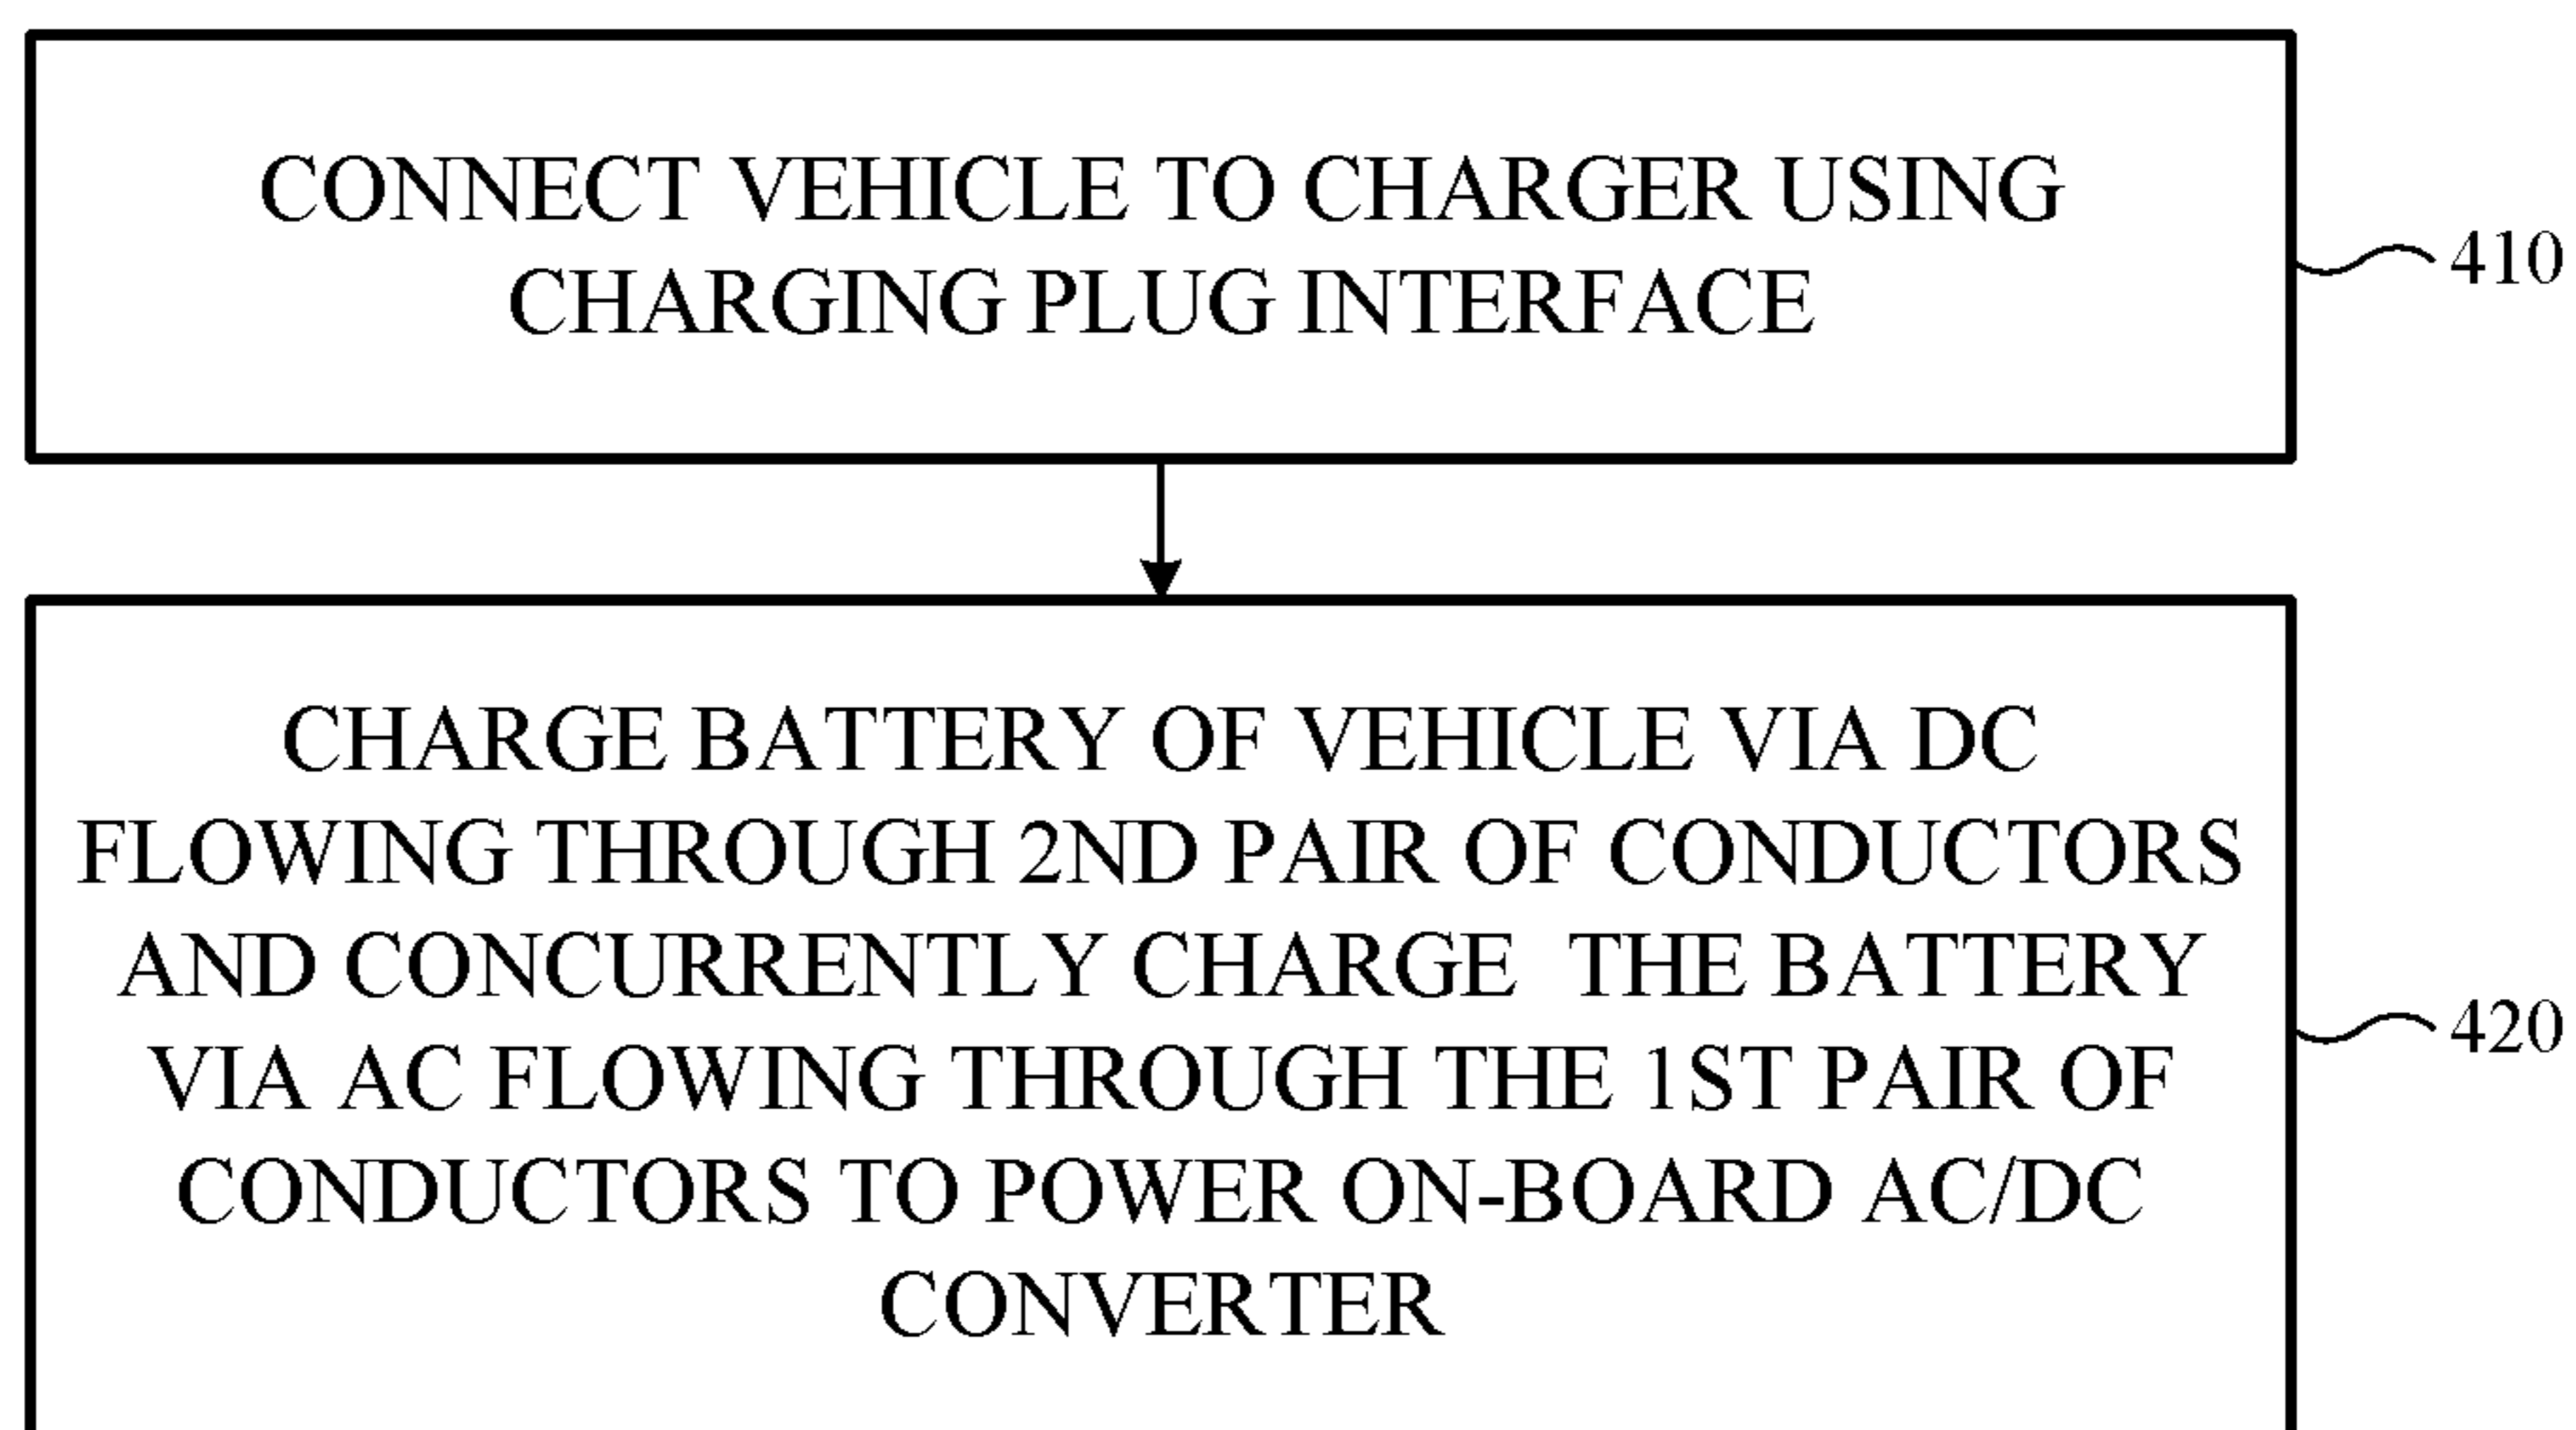 CONNECT VEHICLE TO CHARGER USING
CHARGING PLUG INTERFACE
410
CHARGE BATTERY OF VEHICLE VIA DC
FLOWING THROUGH 2ND PAIR OF CONDUCTORS
AND CONCURRENTLY CHARGE THE BATTERY
VIA AC FLOWING THROUGH THE 1ST PAIR OF
CONDUCTORS TO POWER ON-BOARD AC/DC
CONVERTER
420